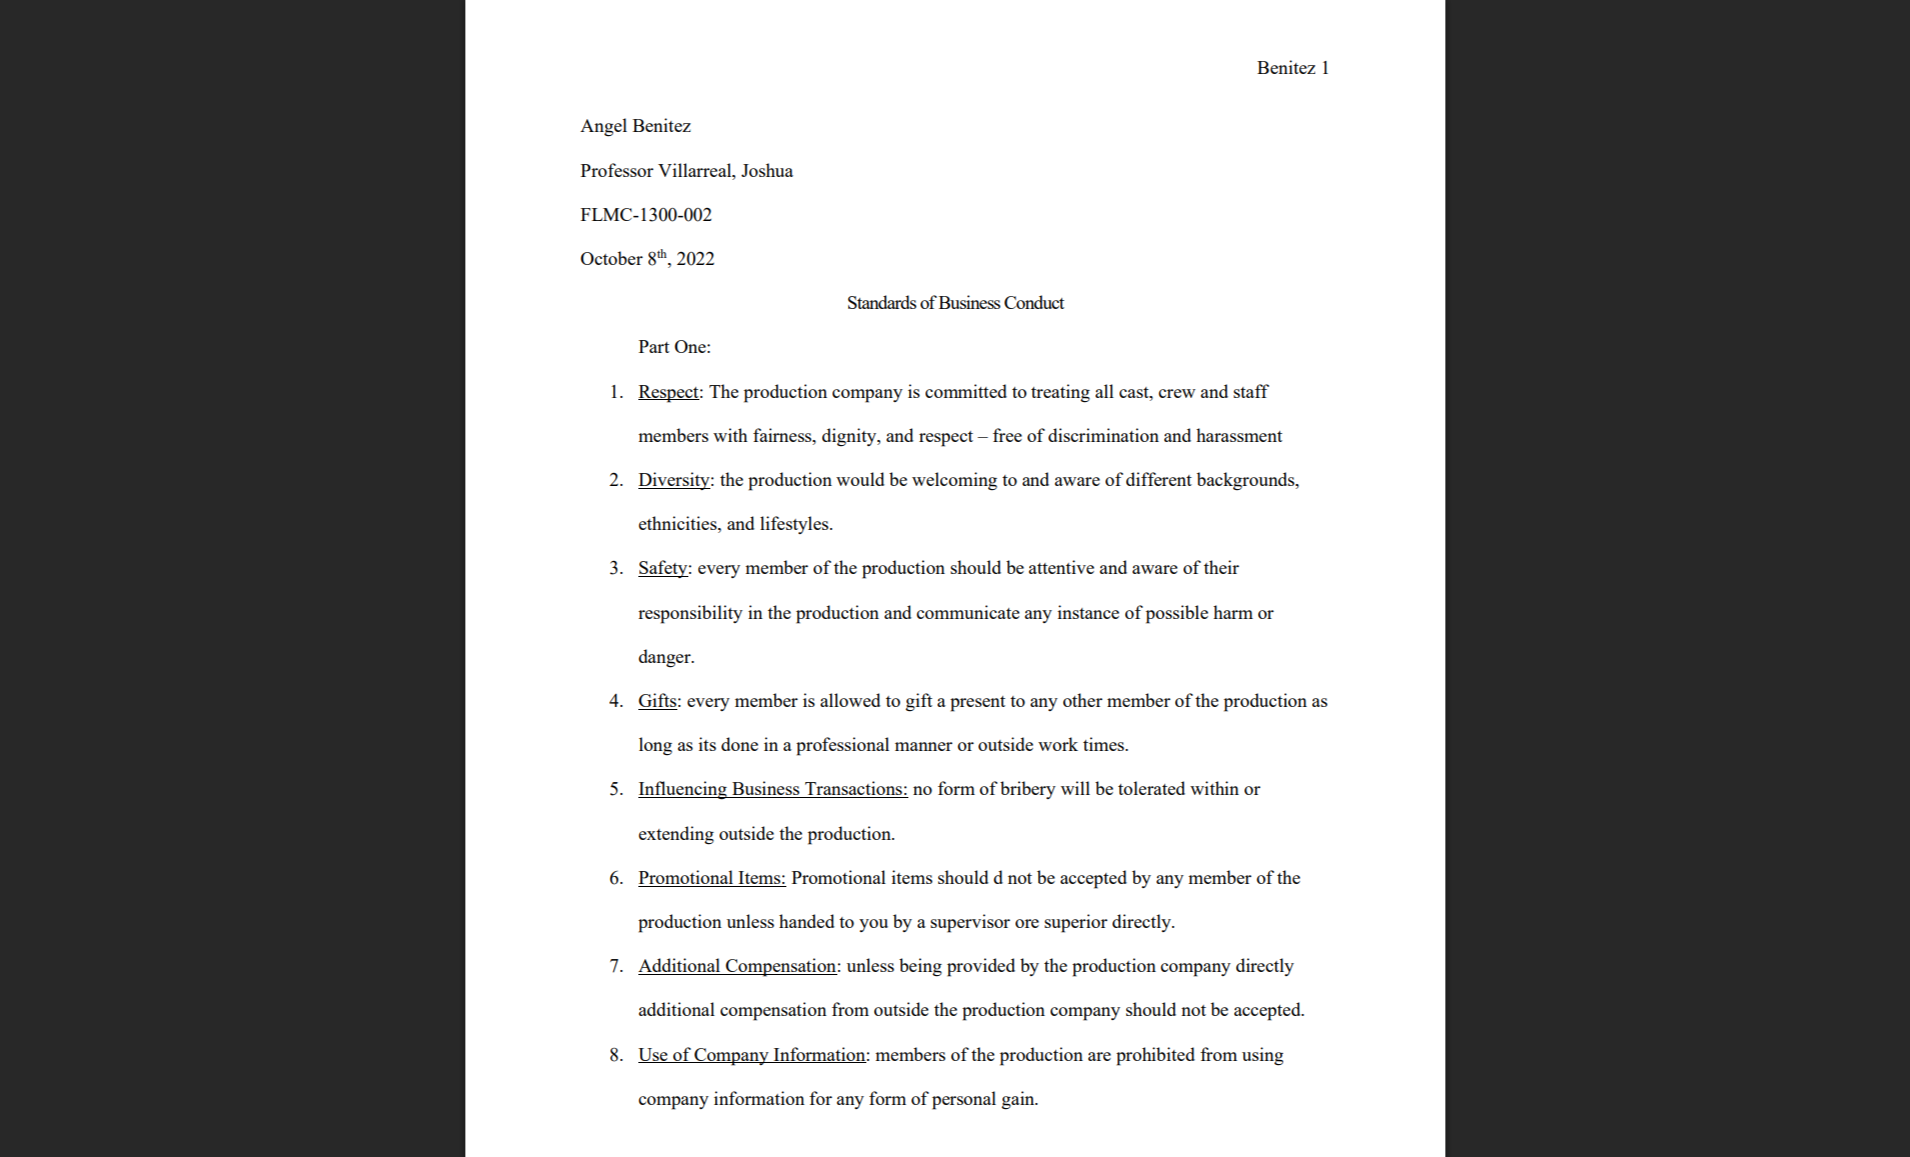 Benitez 1
Angel Benitez
Professor Villarreal, Joshua
FLMC-1300-002
October 8th, 2022
Standards of Business Conduct
Part One:
1. Respect: The production company is committed to treating all cast, crew and staff
members with fairness, dignity, and respect – free of discrimination and harassment
2. Diversity: the production would be welcoming to and aware of different backgrounds,
ethnicities, and lifestyles.
3. Safety: every member of the production should be attentive and aware of their
responsibility in the production and communicate any instance of possible harm or
danger.
4. Gifts: every member is allowed to gift a present to any other member of the production as
long as its done in a professional manner or outside work times.
5. Influencing Business Transactions: no form of bribery will be tolerated within or
extending outside the production.
6. Promotional Items: Promotional items should d not be accepted by any member of the
production unless handed to you by a supervisor ore superior directly.
7. Additional Compensation: unless being provided by the production company directly
additional compensation from outside the production company should not be accepted.
8. Use of Company Information: members of the production are prohibited from using
company information for any form of personal gain.